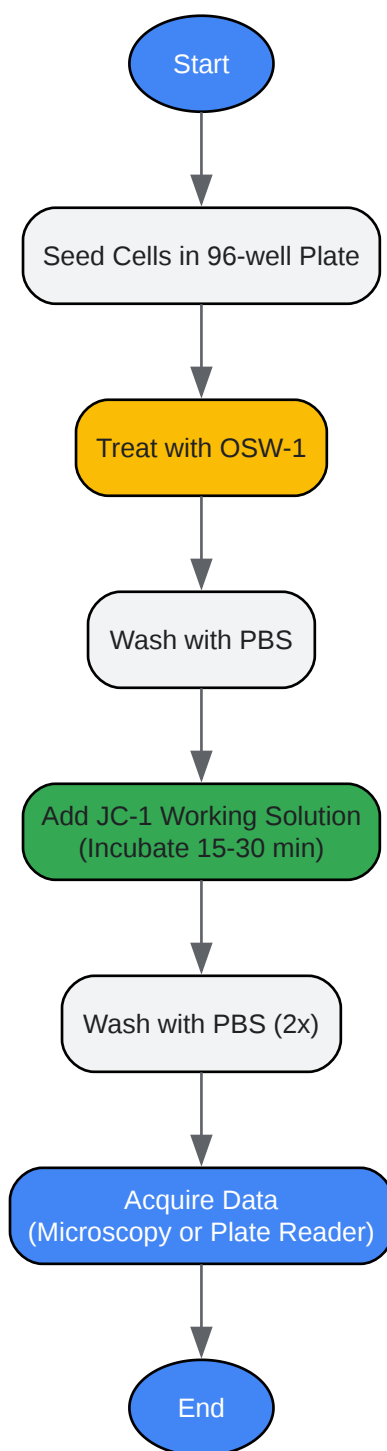 Start
Seed Cells in 96-well Plate
Treat with OSW-1
Wash with PBS
Add JC-1 Working Solution
(Incubate 15-30 min)
Wash with PBS (2x)
Acquire Data
(Microscopy or Plate Reader)
End